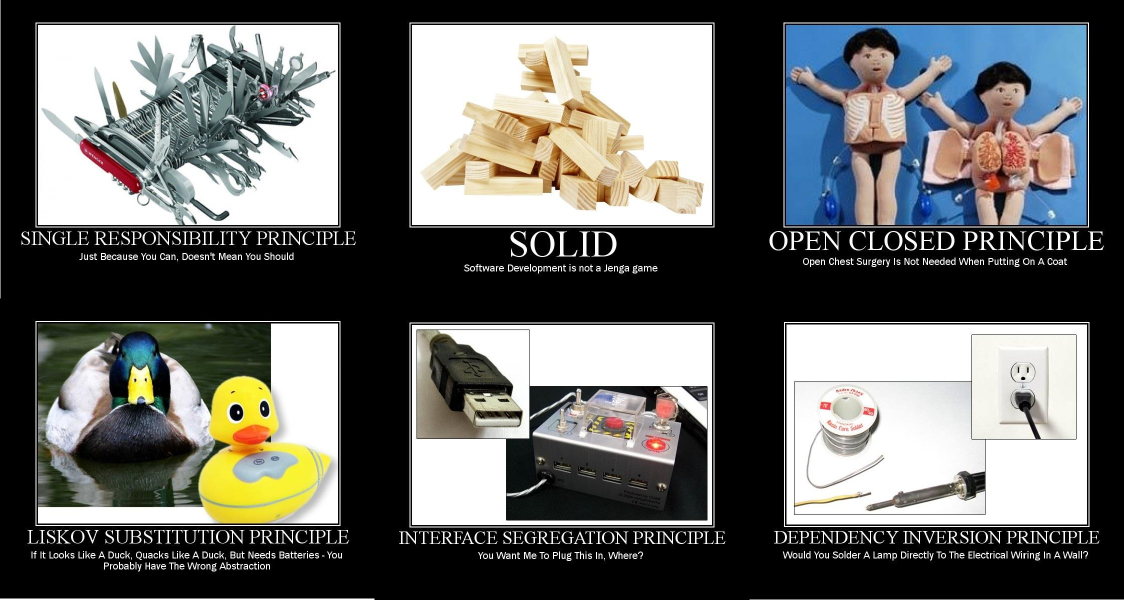 SINGLE RESPONSIBILITY PRINCIPLE
Just Because You Can, Doesn't Mean You Should
SOLID
Software Development is not a Jenga game
OPEN CLOSED PRINCIPLE
Open Chest Surgery Is Not Needed When Putting On A Coat
LISKOV SUBSTITUTION PRINCIPLE
If It Looks Like A Duck, Quacks Like A Duck, But Needs Batteries - You
Probably Have The Wrong Abstraction
INTERFACE SEGREGATION PRINCIPLE
You Want Me To Plug This In, Where?
DEPENDENCY INVERSION PRINCIPLE
Would You Solder A Lamp Directly To The Electrical Wiring In A Wall?